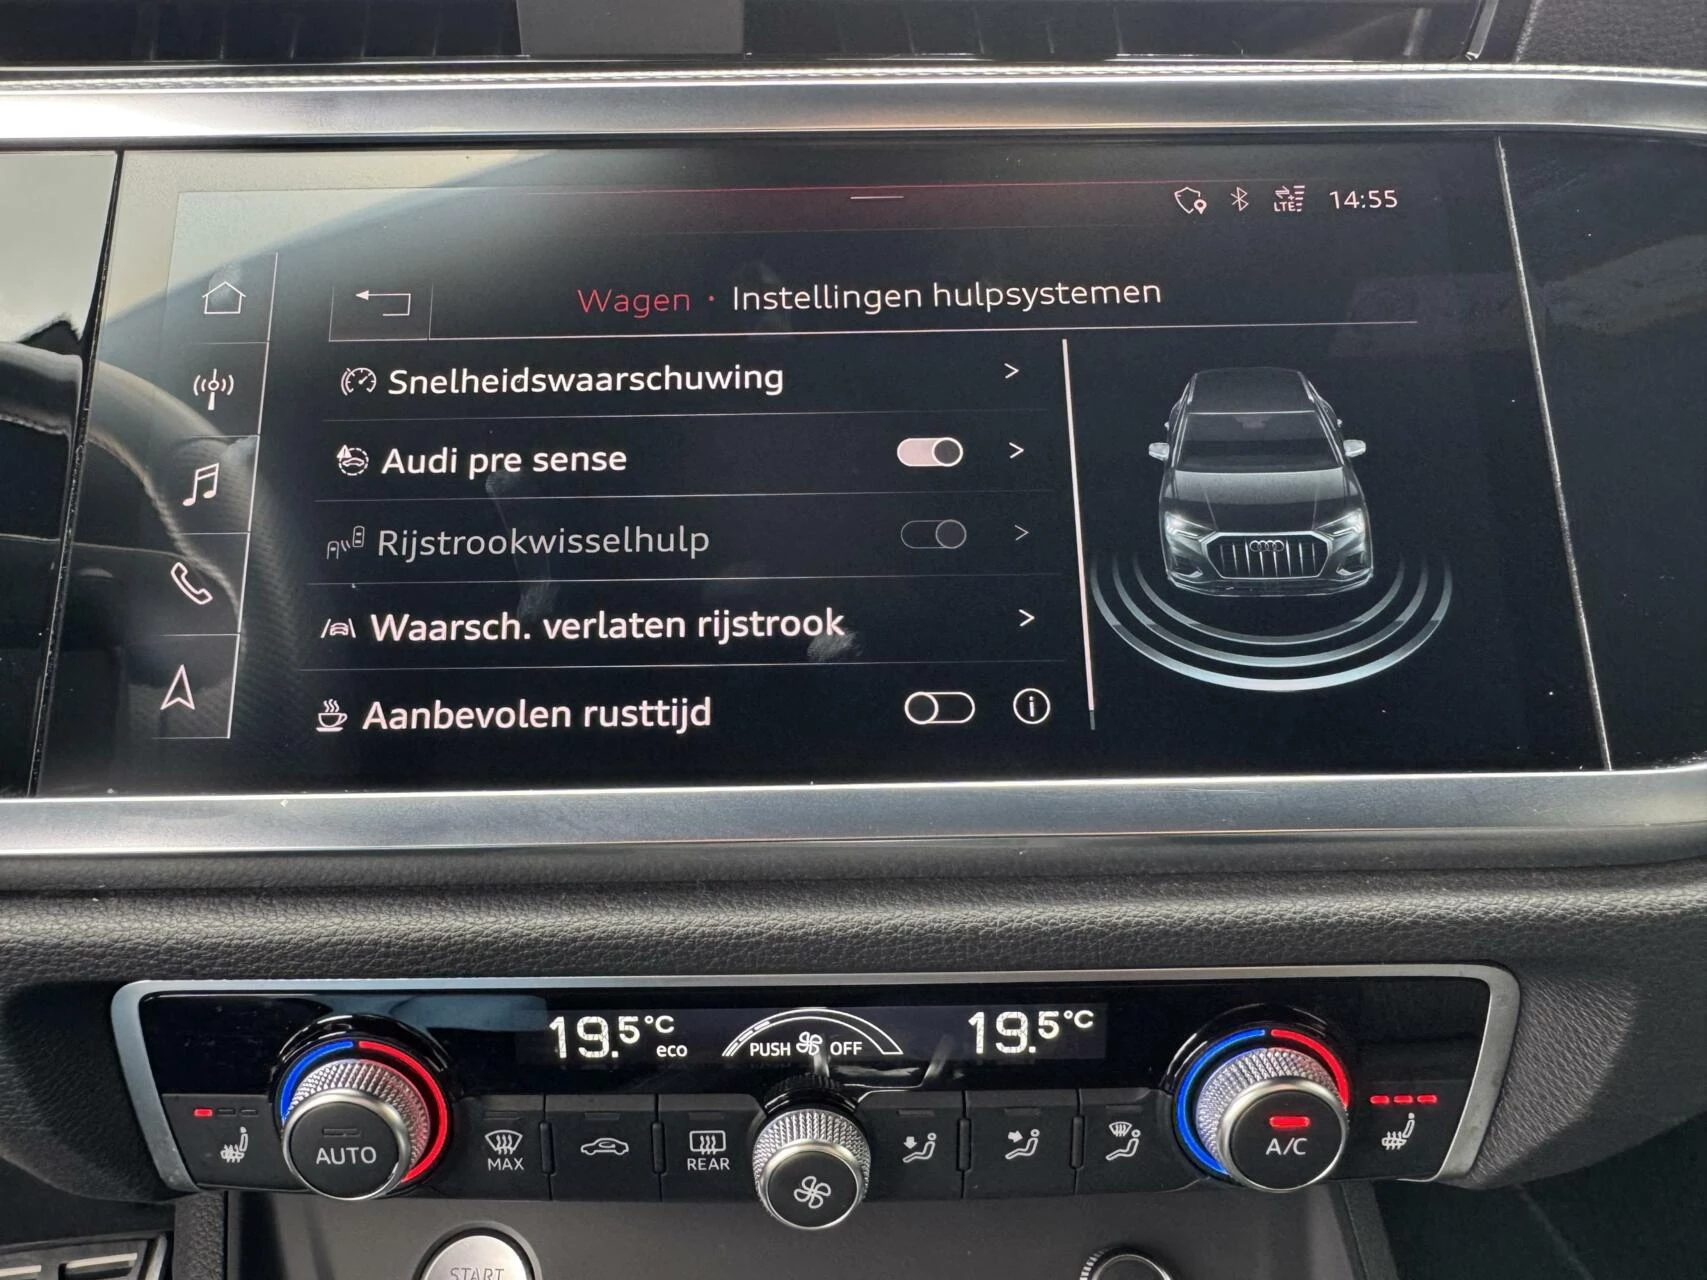 LTE 14:55
Wagen · Instellingen hulpsystemen
Snelheidswaarschuwing
Audi pre sense
Rijstrookwisselhulp
Waarsch. verlaten rijstrook
Aanbevolen rusttijd
i
19.5°C eco
PUSH OFF
19.5°C
AUTO
MAX
REAR
A/C
START